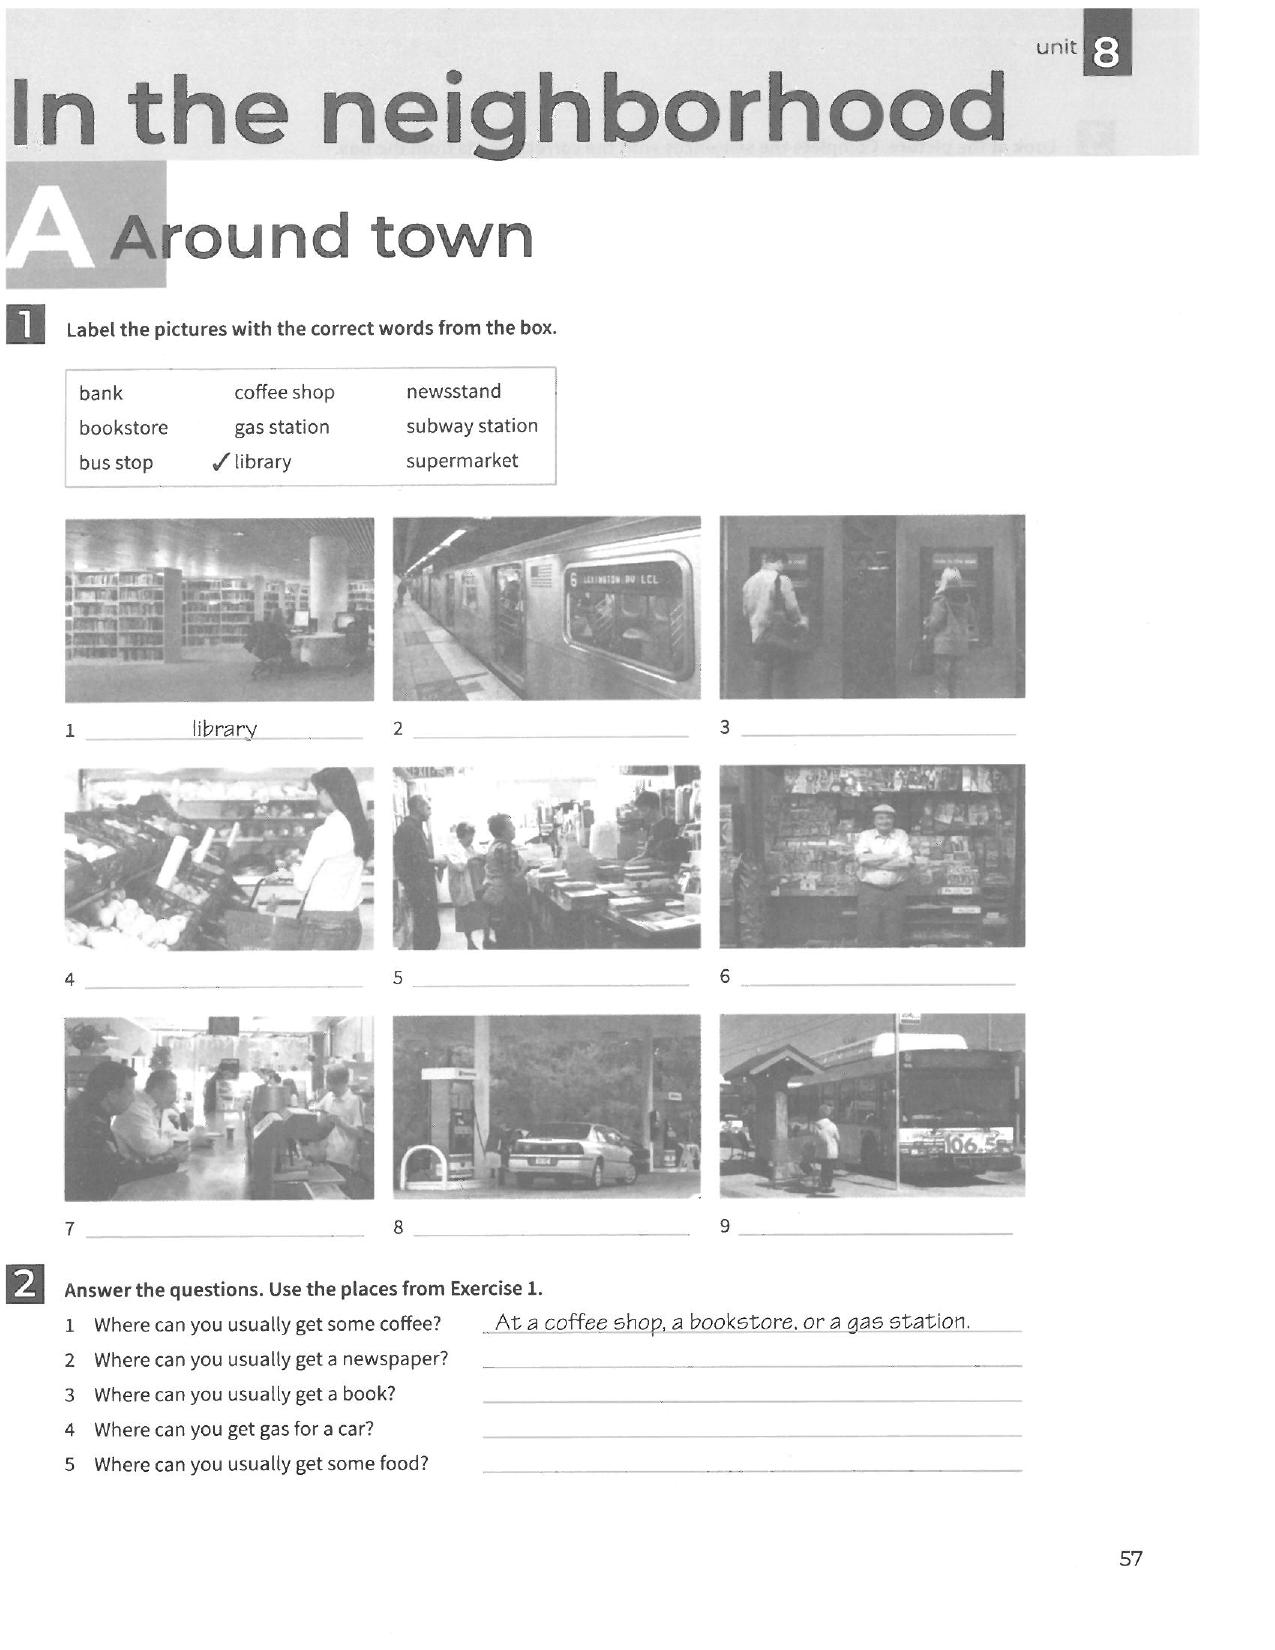 unit 8
In the neighborhood
A Around town
1 Label the pictures with the correct words from the box.
bank coffee shop newsstand
bookstore gas station subway station
bus stop ✓ library supermarket
6 LEXINGTON AV LCL
1 library 2 3
4 5 6
106.5
7 8 9
2 Answer the questions. Use the places from Exercise 1.
1 Where can you usually get some coffee? At a coffee shop, a bookstore, or a gas station.
2 Where can you usually get a newspaper?
3 Where can you usually get a book?
4 Where can you get gas for a car?
5 Where can you usually get some food?
57